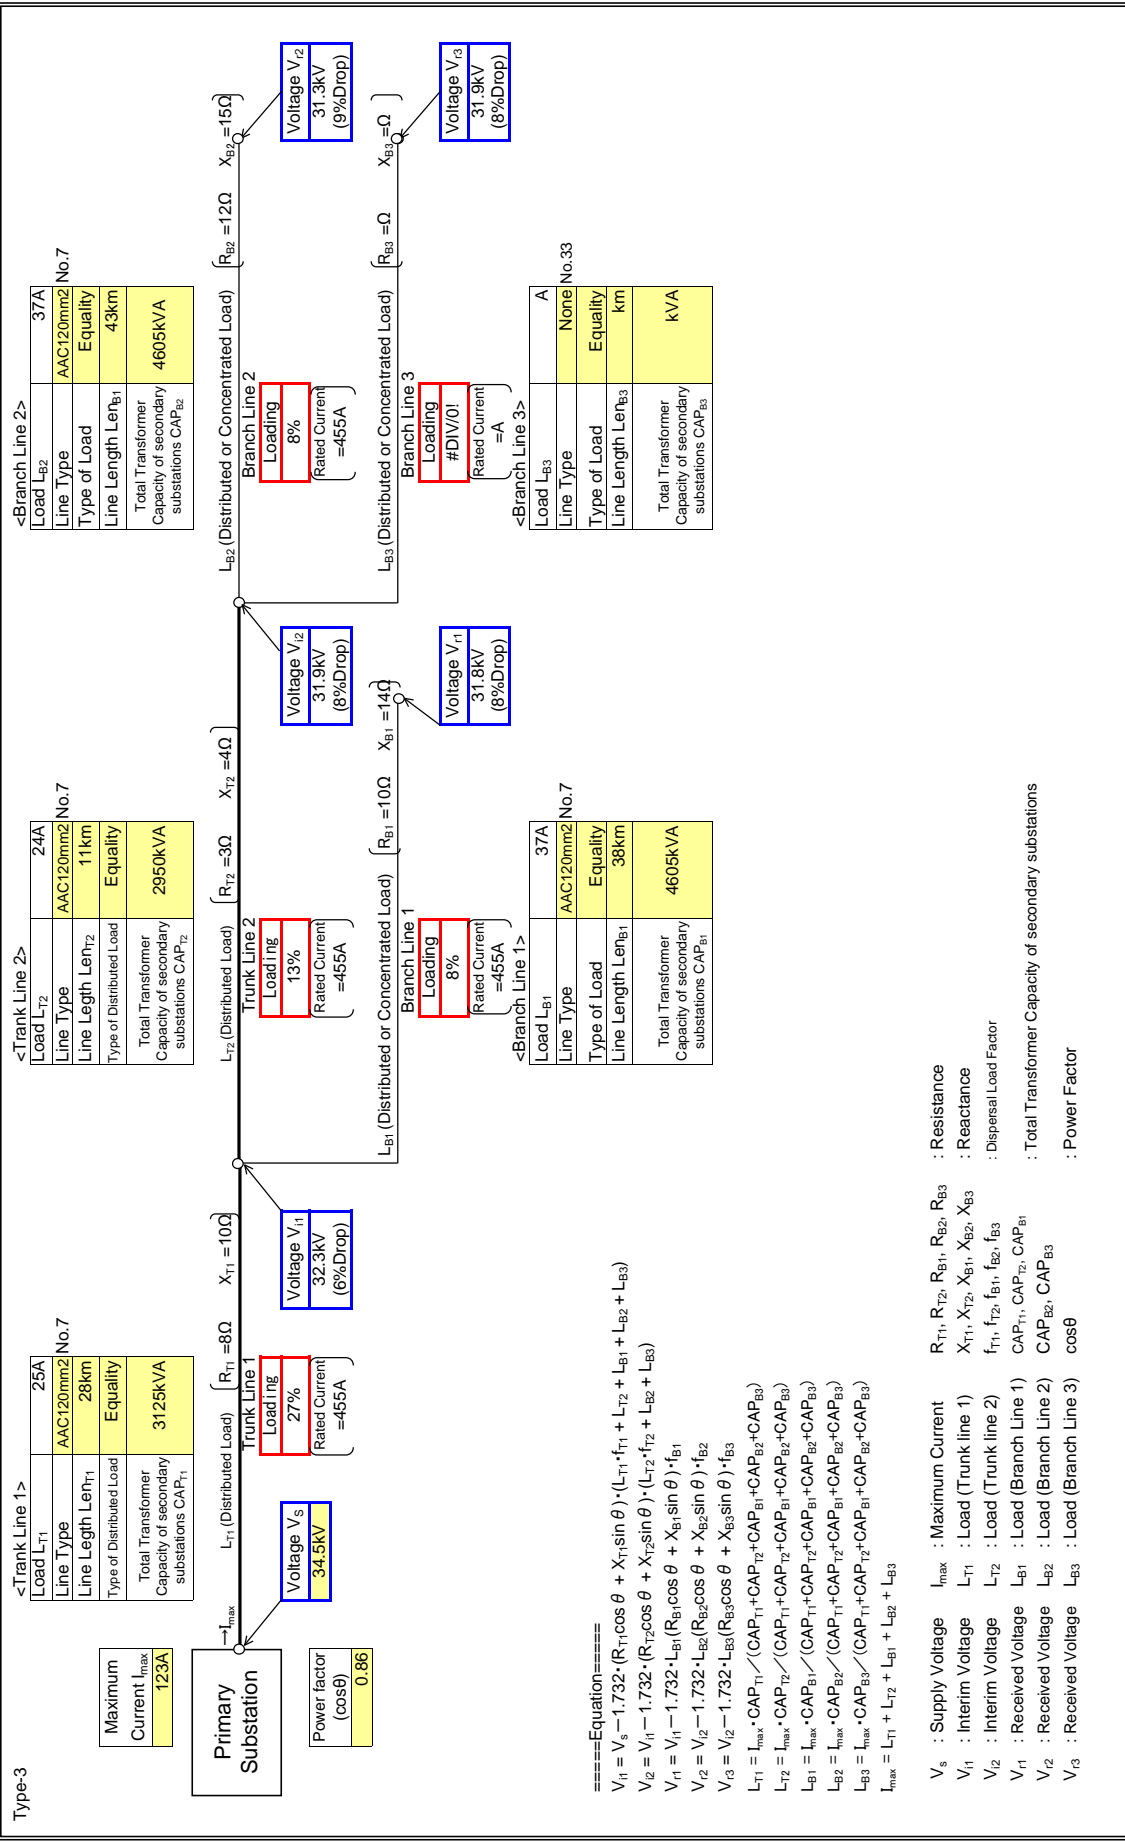 Type-3
Maximum
Current Imax
123A
Primary
Substation
Power factor
(cosθ)
0.86
→Imax
Voltage VS
34.5kV
<Trank Line 1>
Load LT1 25A
Line Type AAC120mm2 No.7
Line Legth LenT1 28km
Type of Distributed Load Equality
Total Transformer
Capacity of secondary
substations CAPT1
3125kVA
LT1 (Distributed Load)
RT1 =8Ω XT1 =10Ω
Trunk Line 1
Loading
27%
Rated Current
=455A
Voltage Vi1
32.3kV
(6%Drop)
<Trank Line 2>
Load LT2 24A
Line Type AAC120mm2 No.7
Line Legth LenT2 11km
Type of Distributed Load Equality
Total Transformer
Capacity of secondary
substations CAPT2
2950kVA
LT2 (Distributed Load)
RT2 =3Ω XT2 =4Ω
Trunk Line 2
Loading
13%
Rated Current
=455A
Voltage Vi2
31.9kV
(8%Drop)
LB1 (Distributed or Concentrated Load)
RB1 =10Ω XB1 =14Ω
Branch Line 1
Loading
8%
Rated Current
=455A
Voltage Vr1
31.8kV
(8%Drop)
<Branch Line 1>
Load LB1 37A
Line Type AAC120mm2 No.7
Type of Load Equality
Line Length LenB1 38km
Total Transformer
Capacity of secondary
substations CAPB1
4605kVA
<Branch Line 2>
Load LB2 37A
Line Type AAC120mm2 No.7
Type of Load Equality
Line Length LenB1 43km
Total Transformer
Capacity of secondary
substations CAPB2
4605kVA
LB2 (Distributed or Concentrated Load)
RB2 =12Ω XB2 =15Ω
Branch Line 2
Loading
8%
Rated Current
=455A
Voltage Vr2
31.3kV
(9%Drop)
LB3 (Distributed or Concentrated Load)
RB3 =Ω XB3 =Ω
Branch Line 3
Loading
#DIV/0!
Rated Current
=A
Voltage Vr3
31.9kV
(8%Drop)
<Branch Line 3>
Load LB3 A
Line Type None No.33
Type of Load Equality
Line Length LenB3 km
Total Transformer
Capacity of secondary
substations CAPB3
kVA
=====Equation=====
Vi1 = Vs－1.732・(RT1cos θ + XT1sin θ)・(LT1・fT1 + LT2 + LB1 + LB2 + LB3)
Vi2 = Vi1－1.732・(RT2cos θ + XT2sin θ)・(LT2・fT2 + LB2 + LB3)
Vr1 = Vi1－1.732・LB1(RB1cos θ + XB1sin θ)・fB1
Vr2 = Vi2－1.732・LB2(RB2cos θ + XB2sin θ)・fB2
Vr3 = Vi2－1.732・LB3(RB3cos θ + XB3sin θ)・fB3
LT1 = Imax・CAPT1／(CAPT1+CAPT2+CAPB1+CAPB2+CAPB3)
LT2 = Imax・CAPT2／(CAPT1+CAPT2+CAPB1+CAPB2+CAPB3)
LB1 = Imax・CAPB1／(CAPT1+CAPT2+CAPB1+CAPB2+CAPB3)
LB2 = Imax・CAPB2／(CAPT1+CAPT2+CAPB1+CAPB2+CAPB3)
LB3 = Imax・CAPB3／(CAPT1+CAPT2+CAPB1+CAPB2+CAPB3)
Imax = LT1 + LT2 + LB1 + LB2 + LB3
Vs : Supply Voltage Imax : Maximum Current RT1, RT2, RB1, RB2, RB3 : Resistance
Vi1 : Interim Voltage LT1 : Load (Trunk line 1) XT1, XT2, XB1, XB2, XB3 : Reactance
Vi2 : Interim Voltage LT2 : Load (Trunk line 2) fT1, fT2, fB1, fB2, fB3 : Dispersal Load Factor
Vr1 : Received Voltage LB1 : Load (Branch Line 1) CAPT1, CAPT2, CAPB1 : Total Transformer Capacity of secondary substations
Vr2 : Received Voltage LB2 : Load (Branch Line 2) CAPB2, CAPB3
Vr3 : Received Voltage LB3 : Load (Branch Line 3) cosθ : Power Factor